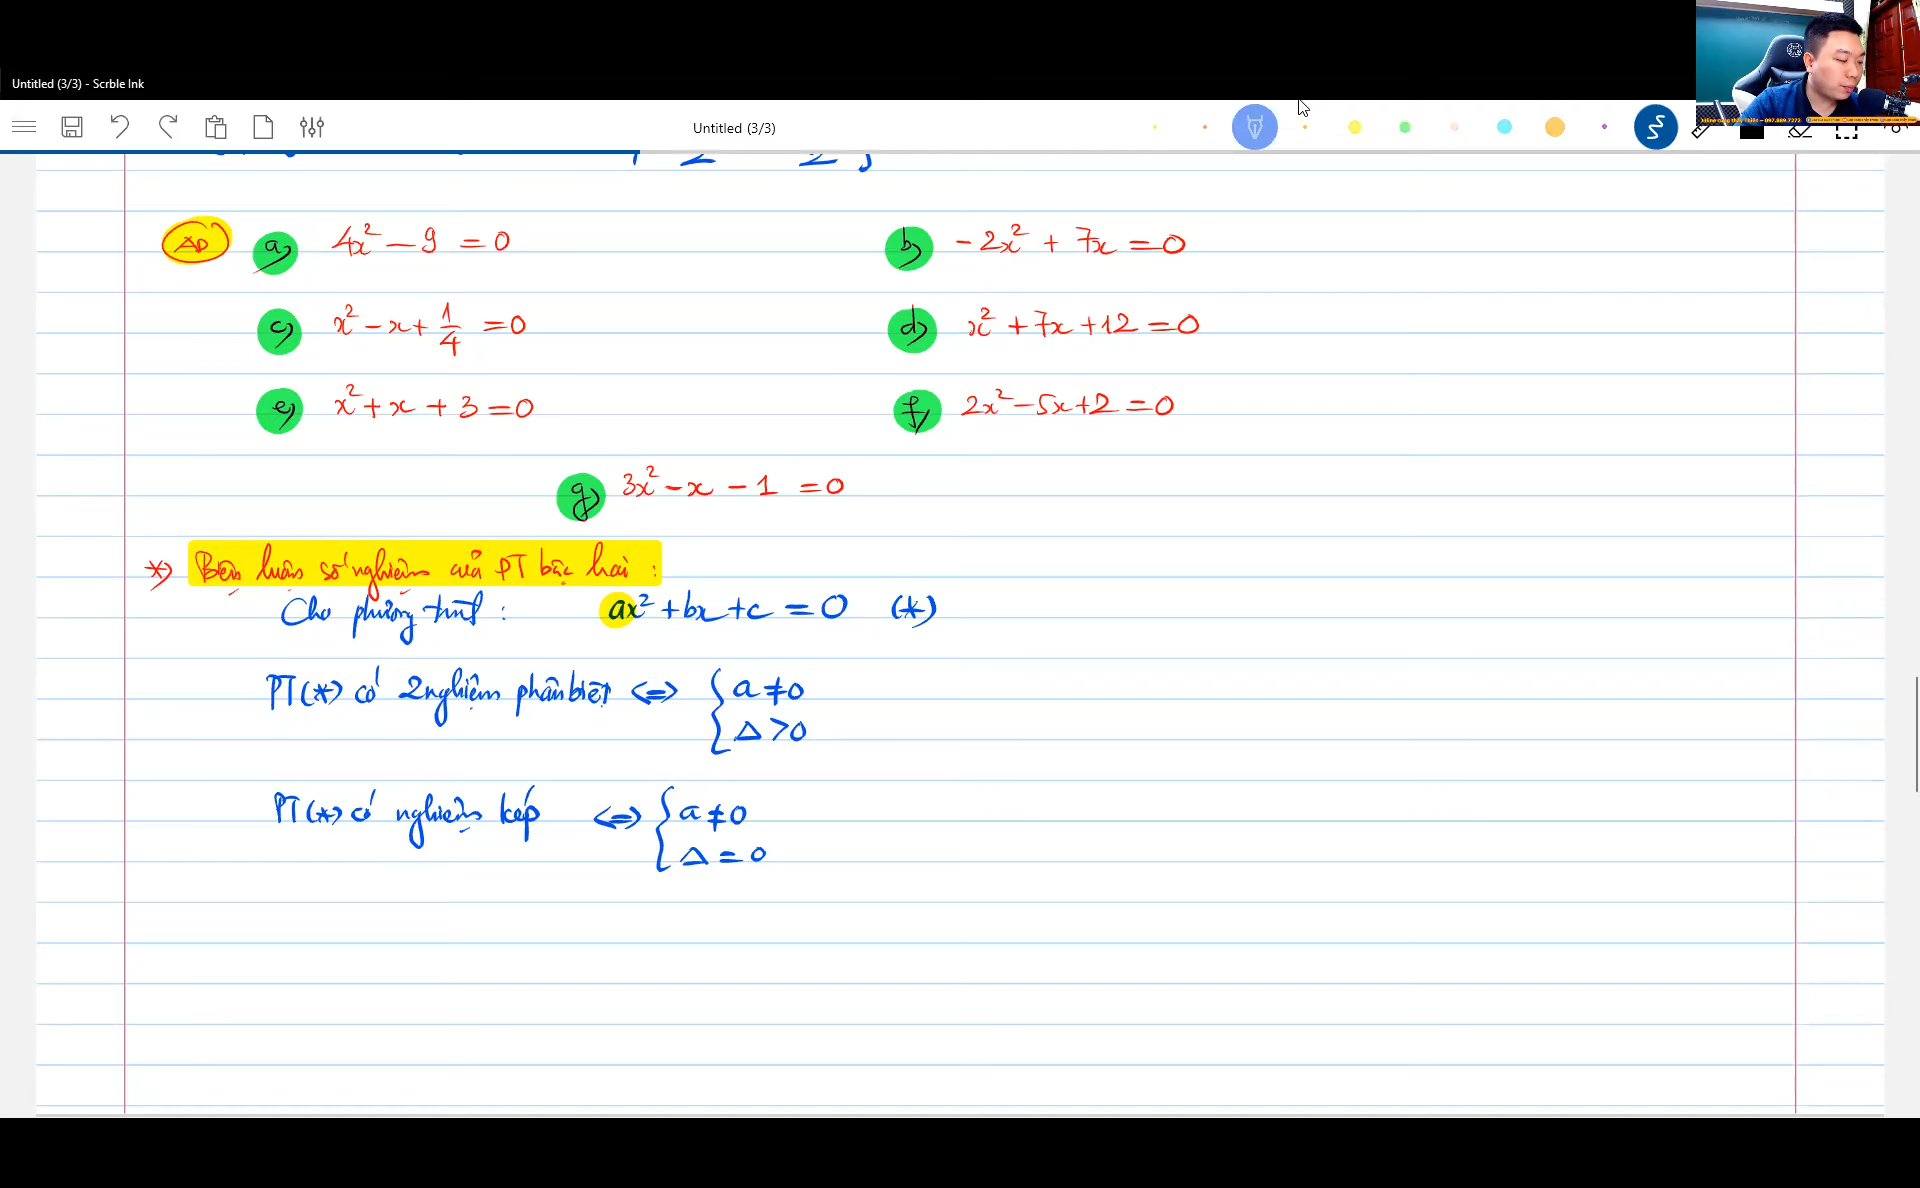 Untitled (3/3) - Scrble Ink
Untitled (3/3)
AD a) 4x² - 9 = 0 b) -2x² + 7x = 0
c) x² - x + 1/4 = 0 d) x² + 7x + 12 = 0
e) x² + x + 3 = 0 f) 2x² - 5x + 2 = 0
g) 3x² - x - 1 = 0
*) Biện luận số nghiệm của PT bậc hai :
Cho phương trình : ax² + bx + c = 0 (*)
PT(*) có 2 nghiệm phân biệt <=> { a ≠ 0
Δ > 0
PT(*) có nghiệm kép <=> { a ≠ 0
Δ = 0